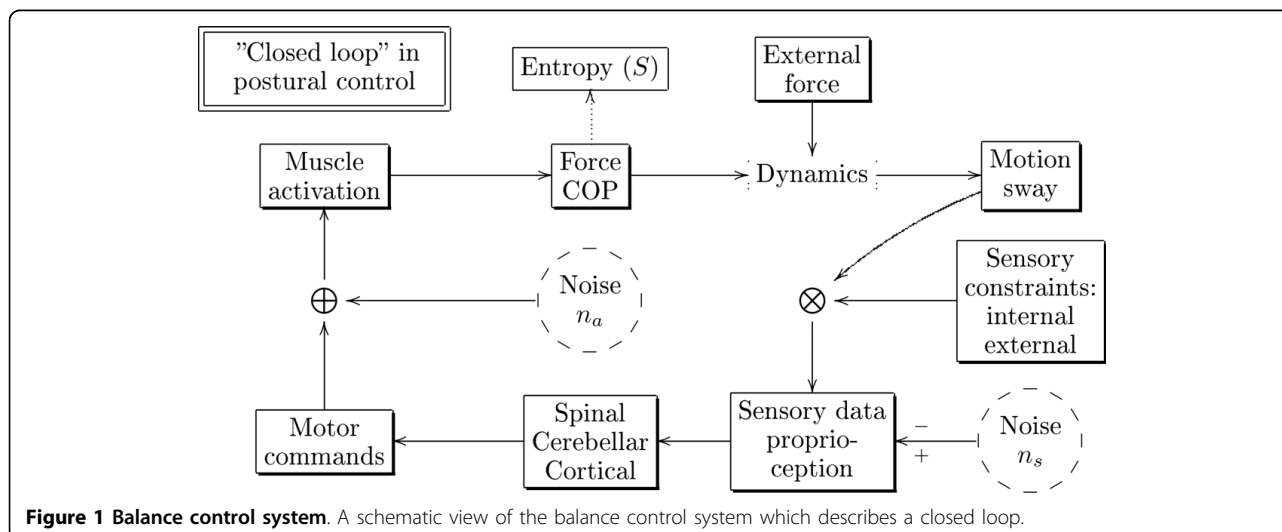 "Closed loop" in
postural control
Entropy (S)
External
force
Muscle
activation
Force
COP
Dynamics
Motion
sway
Noise
n_a
Sensory
constraints:
internal
external
Motor
commands
Spinal
Cerebellar
Cortical
Sensory data
proprio-
ception
−
+
Noise
n_s
Figure 1 Balance control system. A schematic view of the balance control system which describes a closed loop.